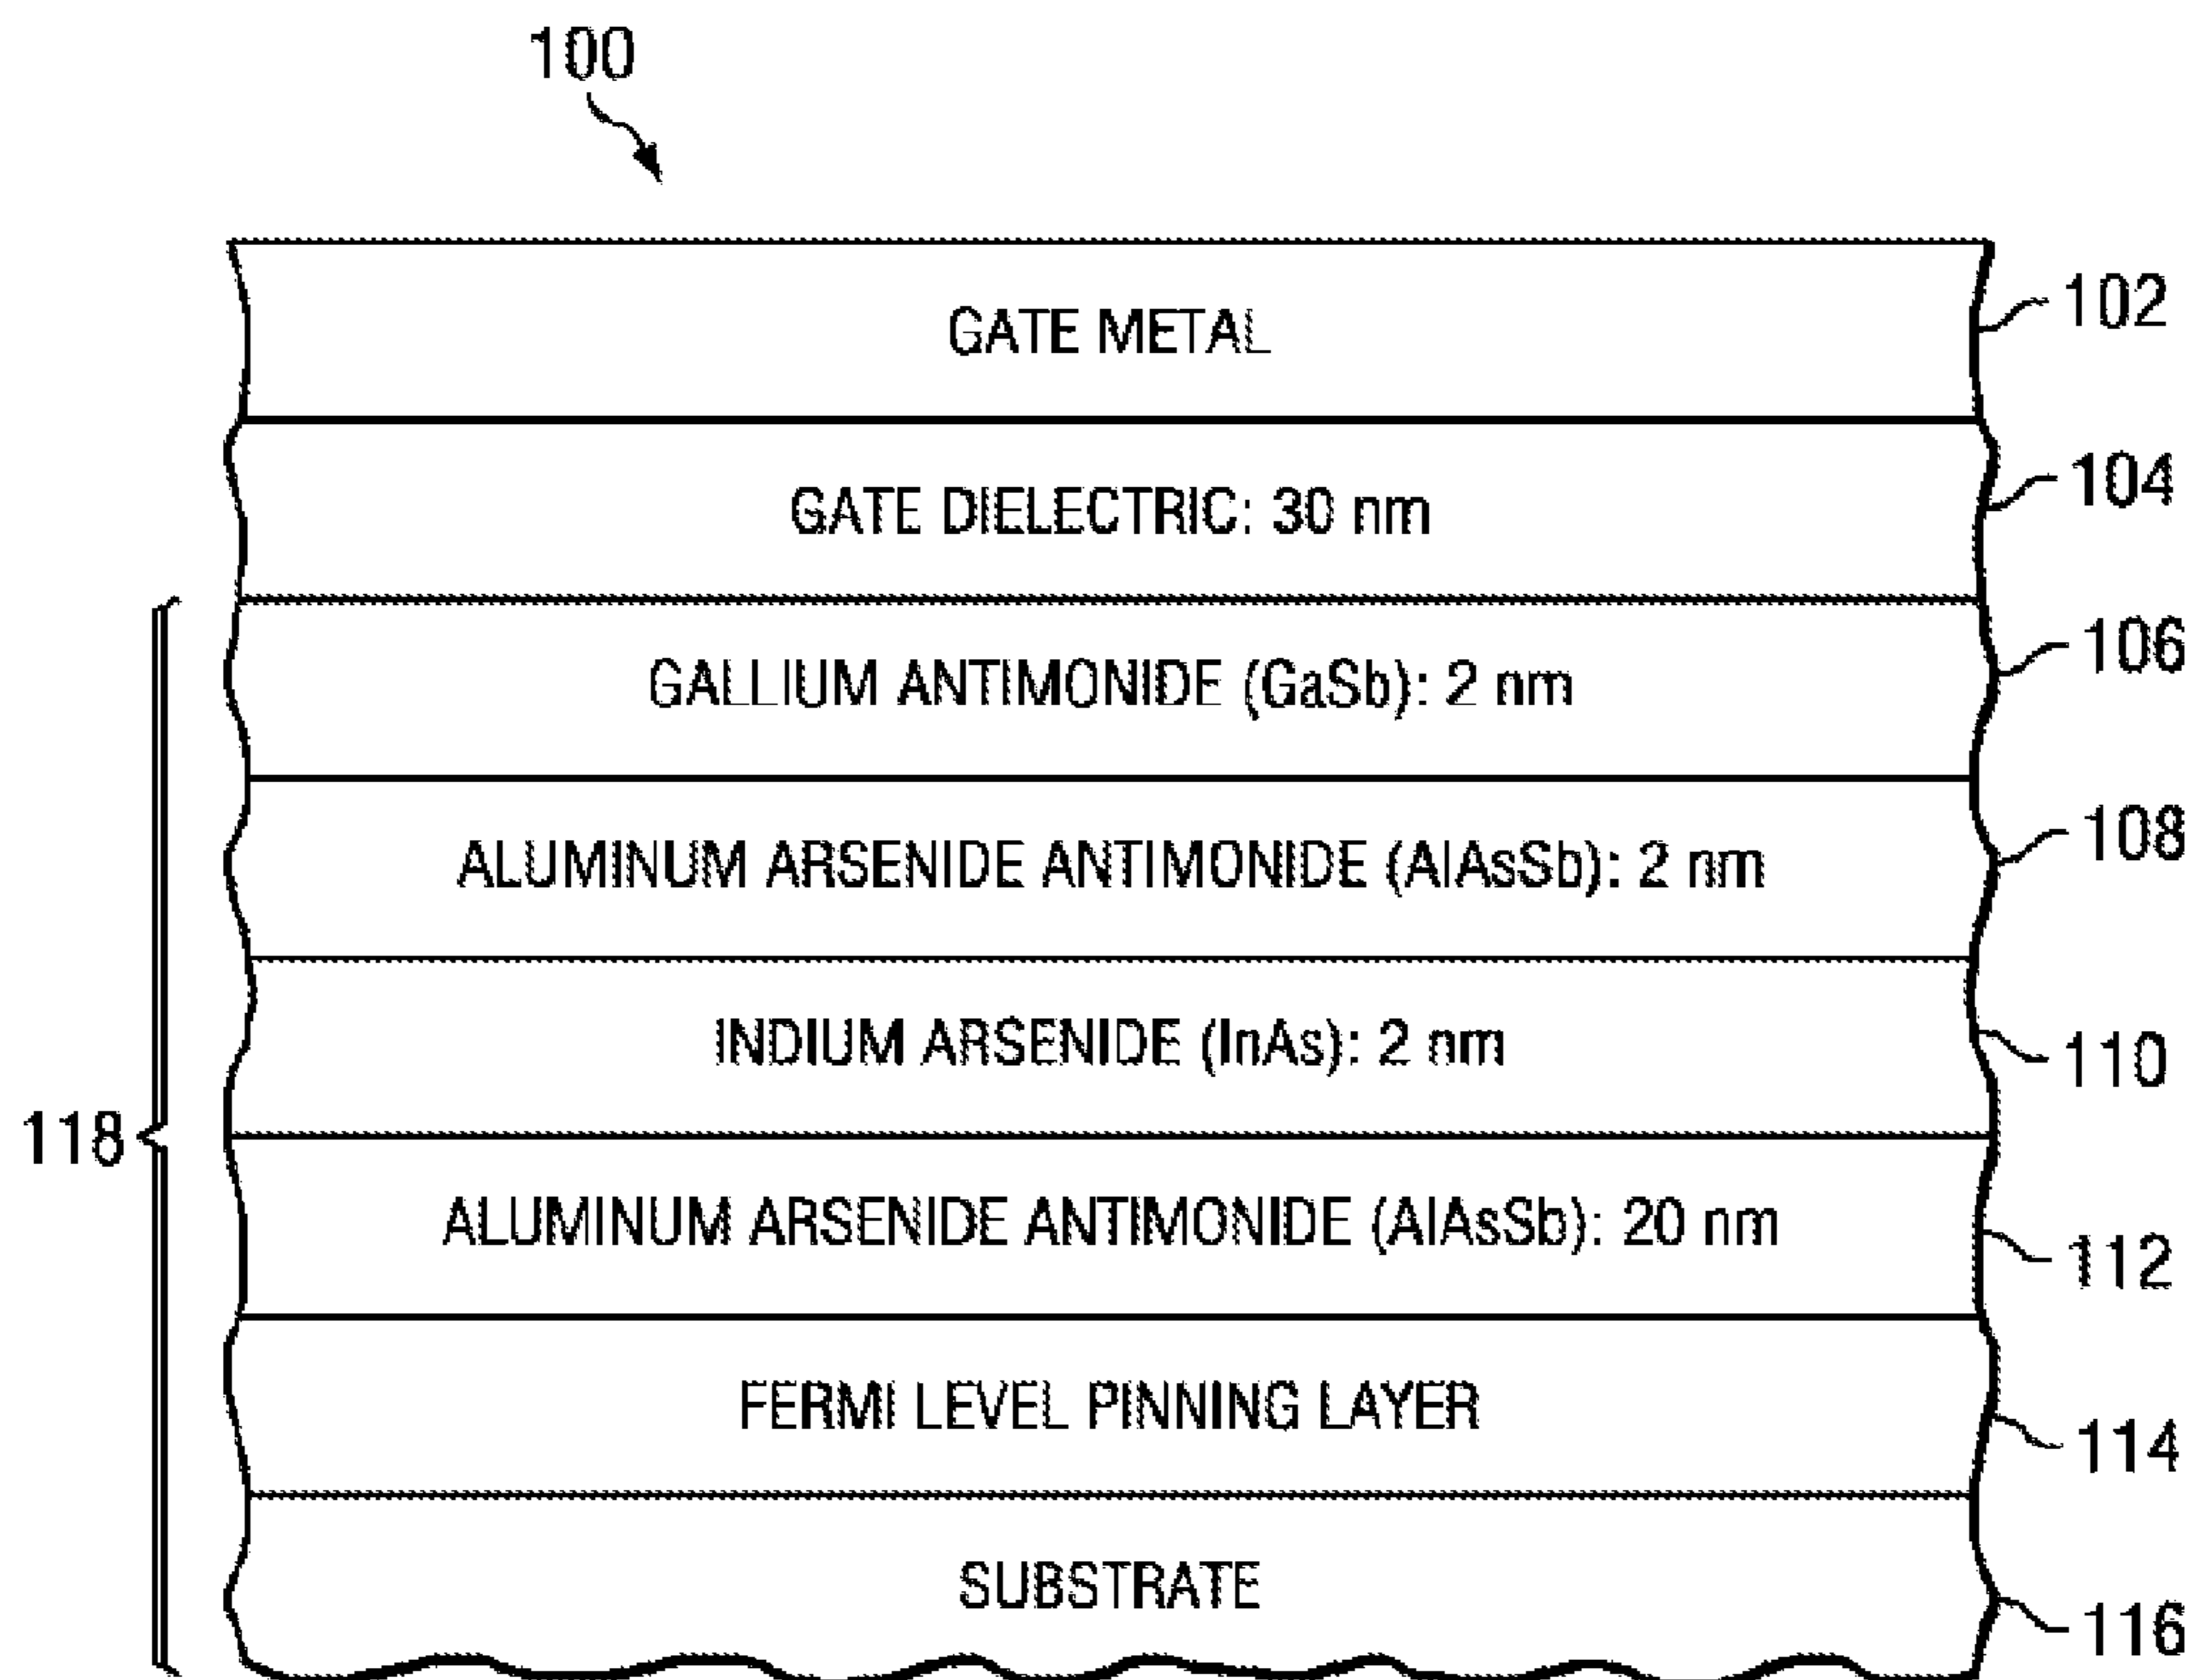 100
GATE METAL
102
GATE DIELECTRIC: 30 nm
104
GALLIUM ANTIMONIDE (GaSb): 2 nm
106
ALUMINUM ARSENIDE ANTIMONIDE (AlAsSb): 2 nm
108
INDIUM ARSENIDE (InAs): 2 nm
110
118
ALUMINUM ARSENIDE ANTIMONIDE (AlAsSb): 20 nm
112
FERMI LEVEL PINNING LAYER
114
SUBSTRATE
116